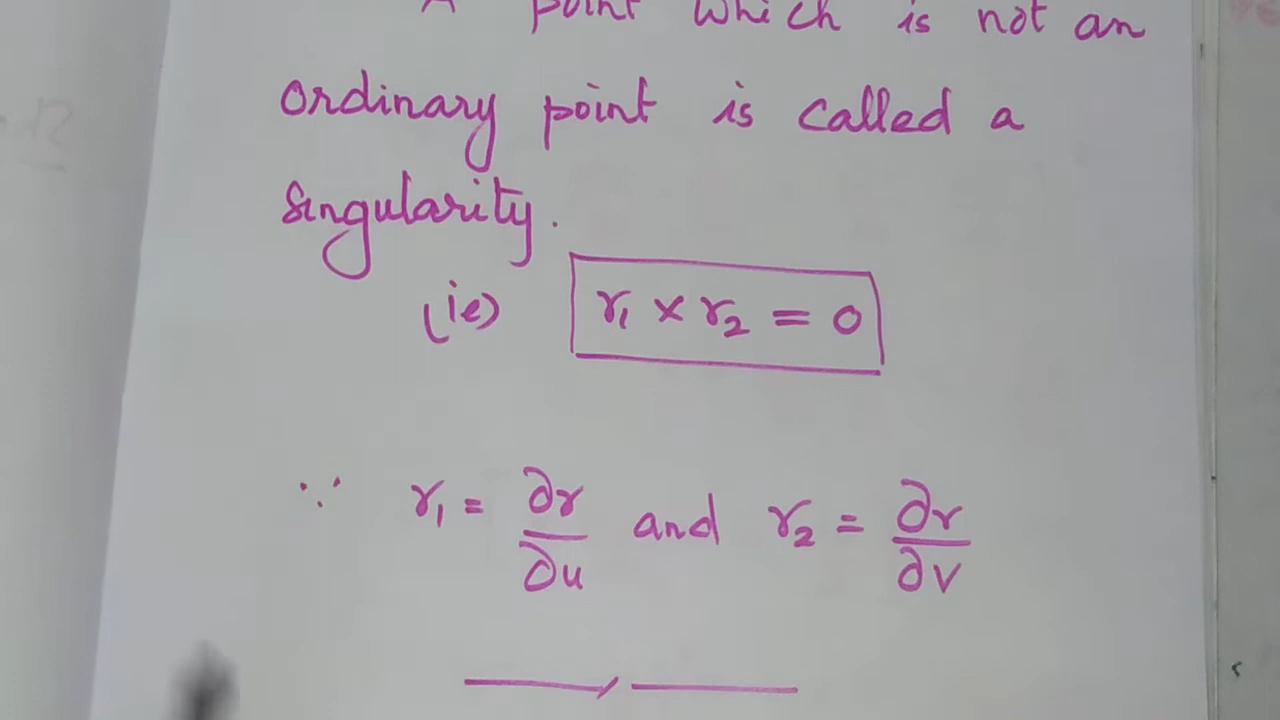 A point which is not an
ordinary point is called a
singularity.
(ie) r₁ × r₂ = 0
∵ r₁ = ∂r/∂u and r₂ = ∂r/∂v